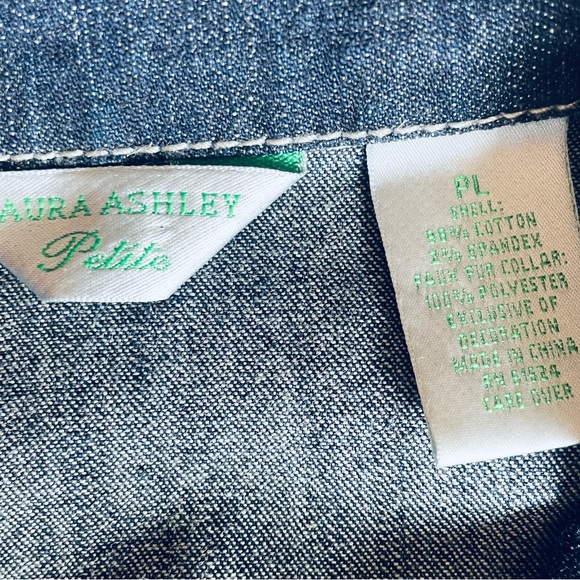 AURA ASHLEY
Petite
PL
SHELL:
98% COTTON
2% SPANDEX
FAUX FUR COLLAR:
100% POLYESTER
EXCLUSIVE OF
DECORATION
MADE IN CHINA
RN 61524
CARE OVER